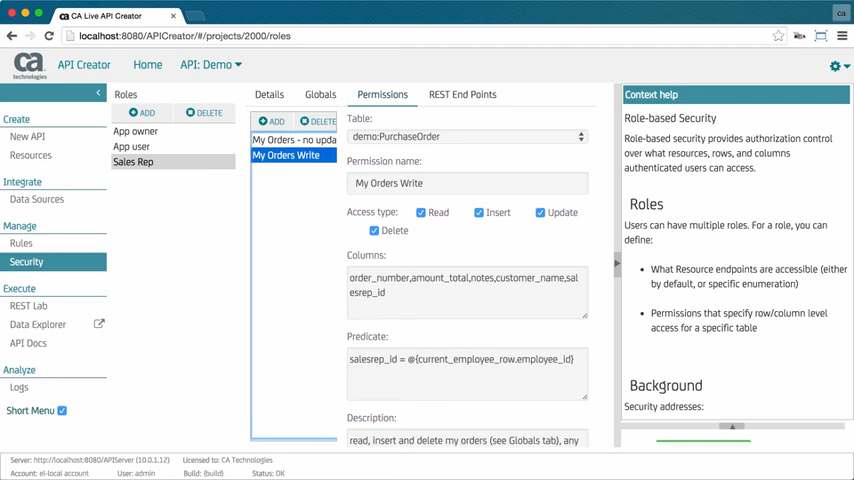 CA Live API Creator
ca
localhost:8080/APICreator/#/projects/2000/roles
ca
technologies
API Creator
Home
API: Demo
Create
New API
Resources
Integrate
Data Sources
Manage
Rules
Security
Execute
REST Lab
Data Explorer
API Docs
Analyze
Logs
Short Menu
Roles
ADD
DELETE
App owner
App user
Sales Rep
Details
Globals
Permissions
REST End Points
ADD
DELETE
My Orders - no upda
My Orders Write
Table:
demo:PurchaseOrder
Permission name:
My Orders Write
Access type:
Read
Insert
Update
Delete
Columns:
order_number,amount_total,notes,customer_name,sal
esrep_id
Predicate:
salesrep_id = @{current_employee_row.employee_id}
Description:
read, insert and delete my orders (see Globals tab), any
Context help
Role-based Security
Role-based security provides authorization control
over what resources, rows, and columns
authenticated users can access.
Roles
Users can have multiple roles. For a role, you can
define:
• What Resource endpoints are accessible (either
by default, or specific enumeration)
• Permissions that specify row/column level
access for a specific table
Background
Security addresses:
Server: http://localhost:8080/APIServer (10.0.1.12)
Licensed to: CA Technologies
Account: el-local account
User: admin
Build: {build}
Status: OK